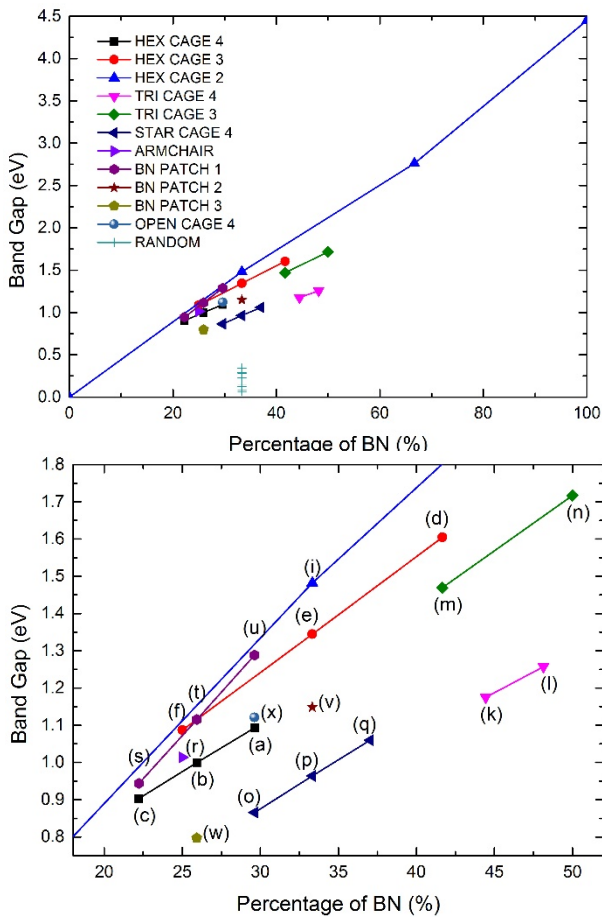 4.5
4.0
3.5
3.0
2.5
2.0
1.5
1.0
0.5
0.0
Band Gap (eV)
HEX CAGE 4
HEX CAGE 3
HEX CAGE 2
TRI CAGE 4
TRI CAGE 3
STAR CAGE 4
ARMCHAIR
BN PATCH 1
BN PATCH 2
BN PATCH 3
OPEN CAGE 4
RANDOM
0 20 40 60 80 100
Percentage of BN (%)
1.8
1.7
1.6
1.5
1.4
1.3
1.2
1.1
1.0
0.9
0.8
Band Gap (eV)
(d)
(n)
(i)
(m)
(e)
(u)
(l)
(t)
(k)
(f)
(x)
(v)
(q)
(a)
(s)
(r)
(b)
(p)
(c)
(o)
(w)
20 25 30 35 40 45 50
Percentage of BN (%)